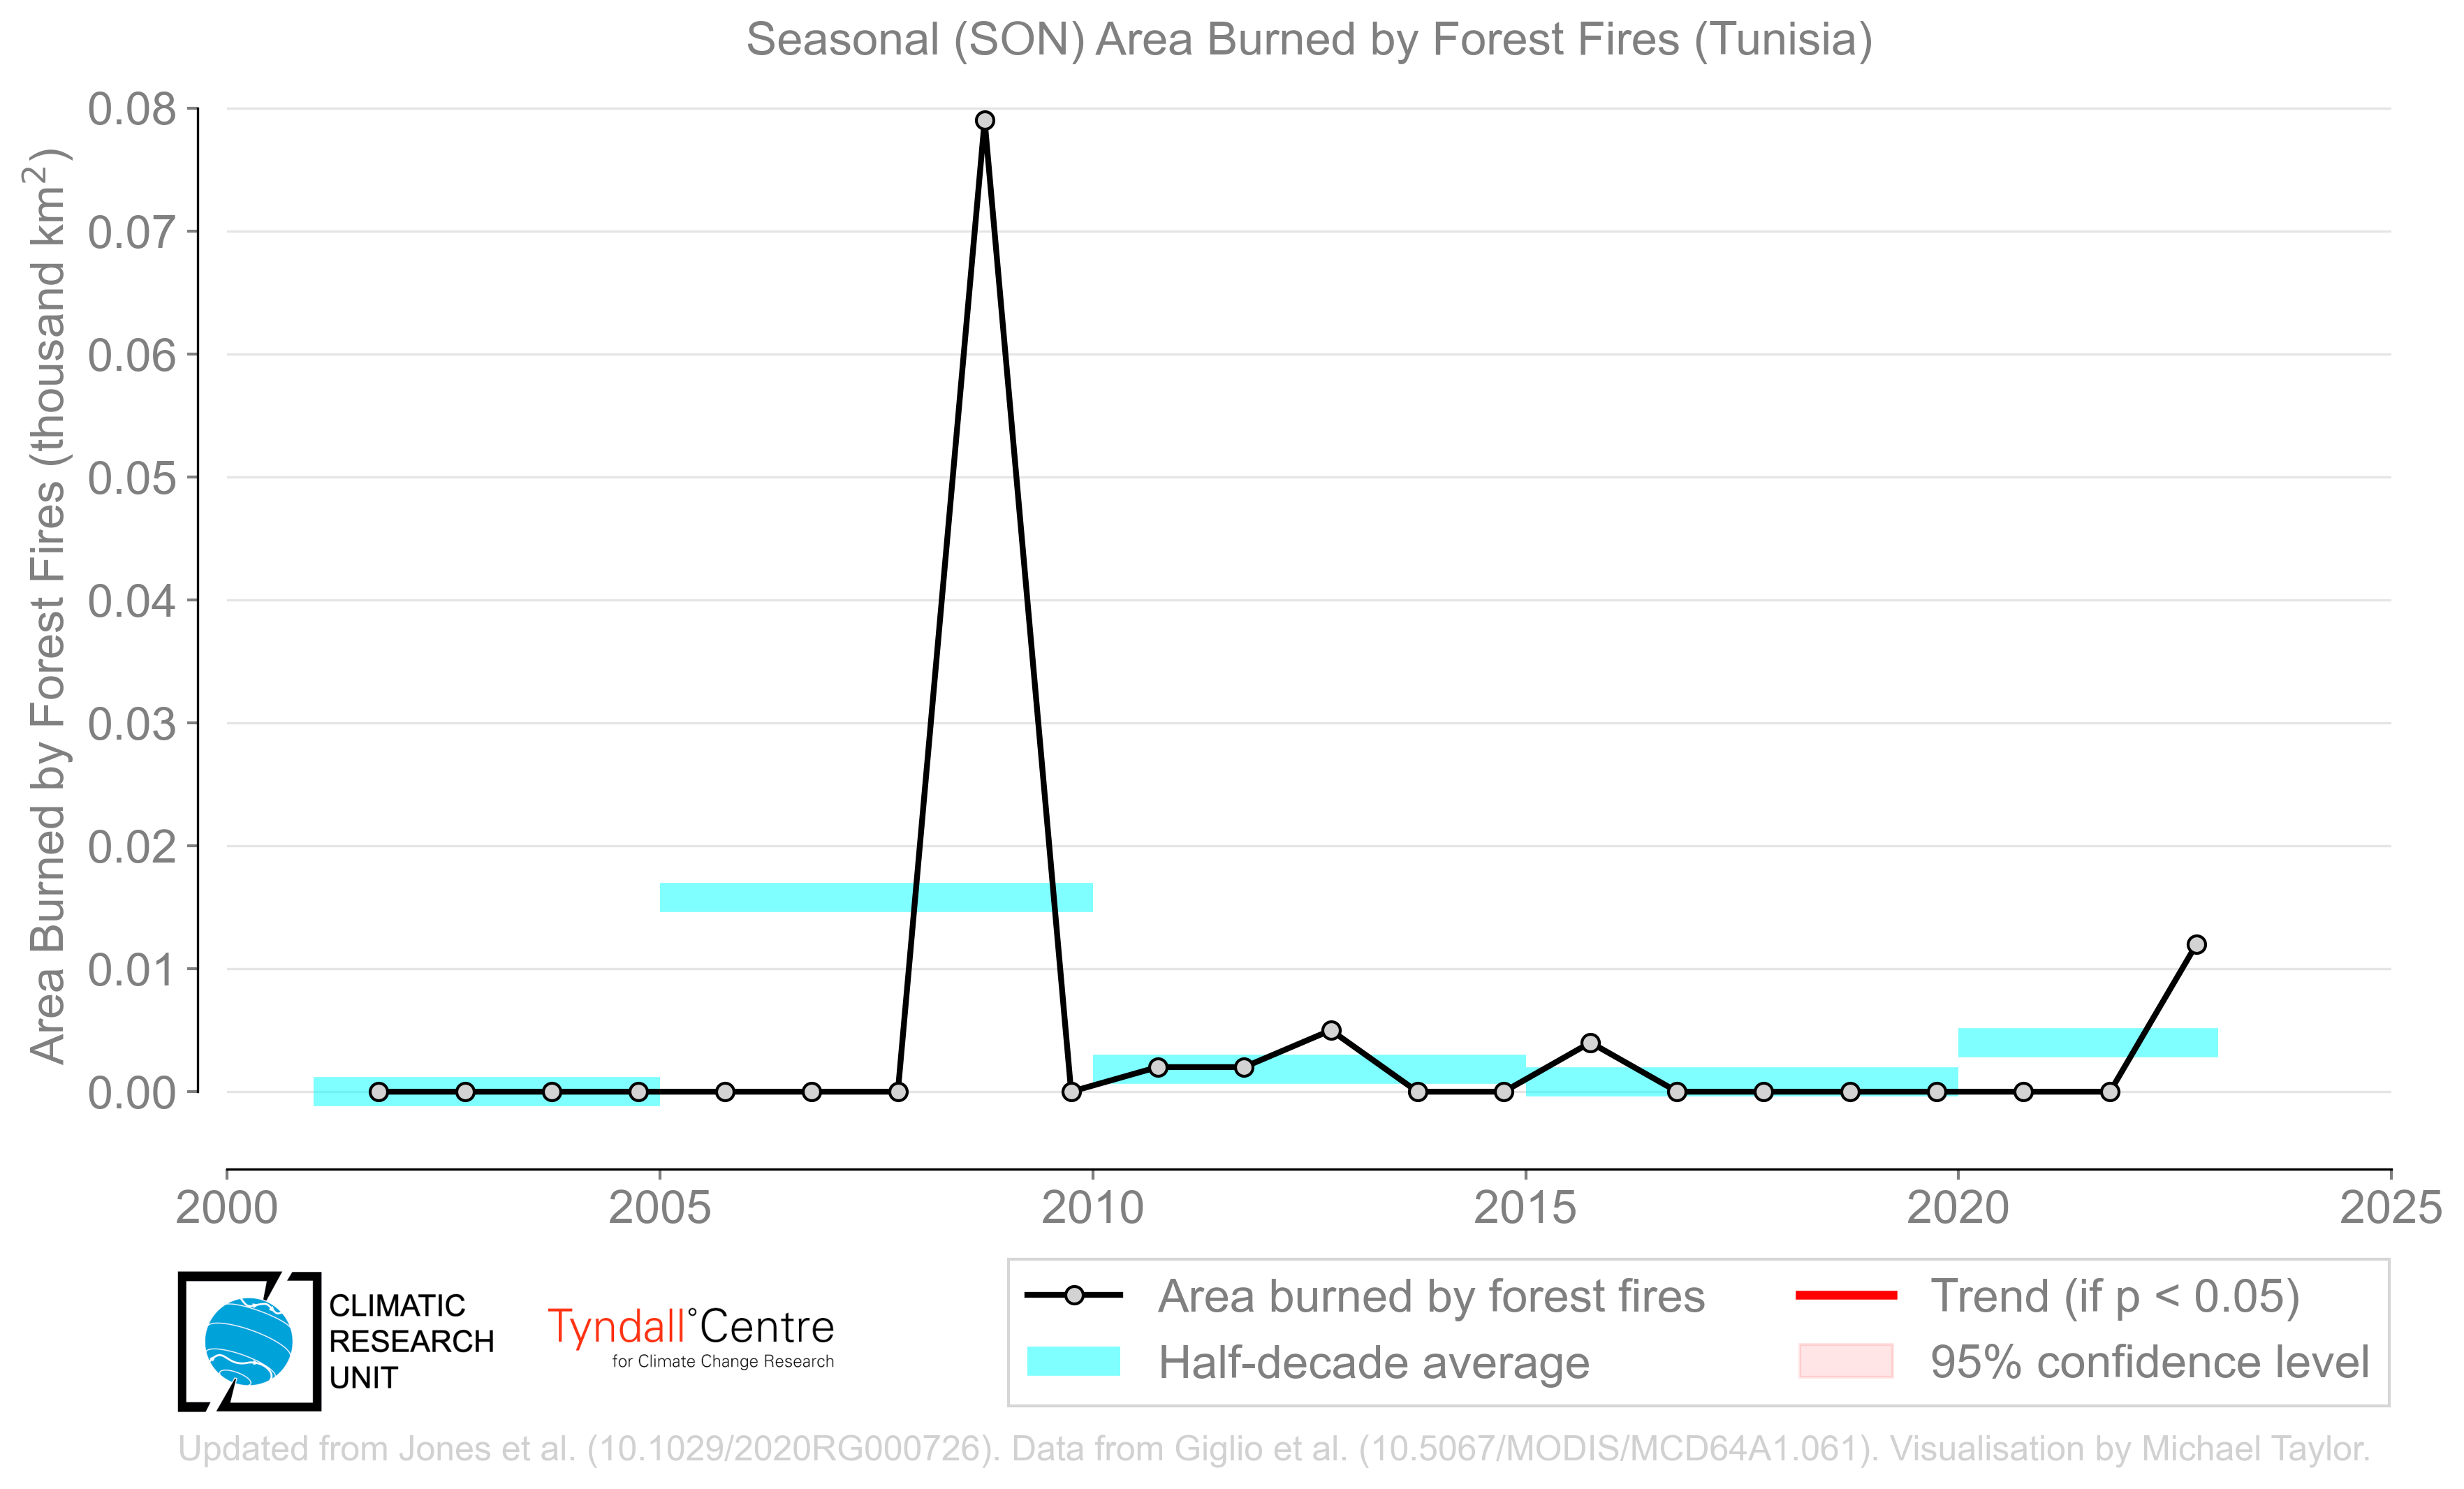 Seasonal (SON) Area Burned by Forest Fires (Tunisia)
Area Burned by Forest Fires (thousand km²)
0.08
0.07
0.06
0.05
0.04
0.03
0.02
0.01
0.00
2000 2005 2010 2015 2020 2025
CLIMATIC
RESEARCH
UNIT
Tyndall°Centre
for Climate Change Research
Area burned by forest fires
Half-decade average
Trend (if p < 0.05)
95% confidence level
Updated from Jones et al. (10.1029/2020RG000726). Data from Giglio et al. (10.5067/MODIS/MCD64A1.061). Visualisation by Michael Taylor.